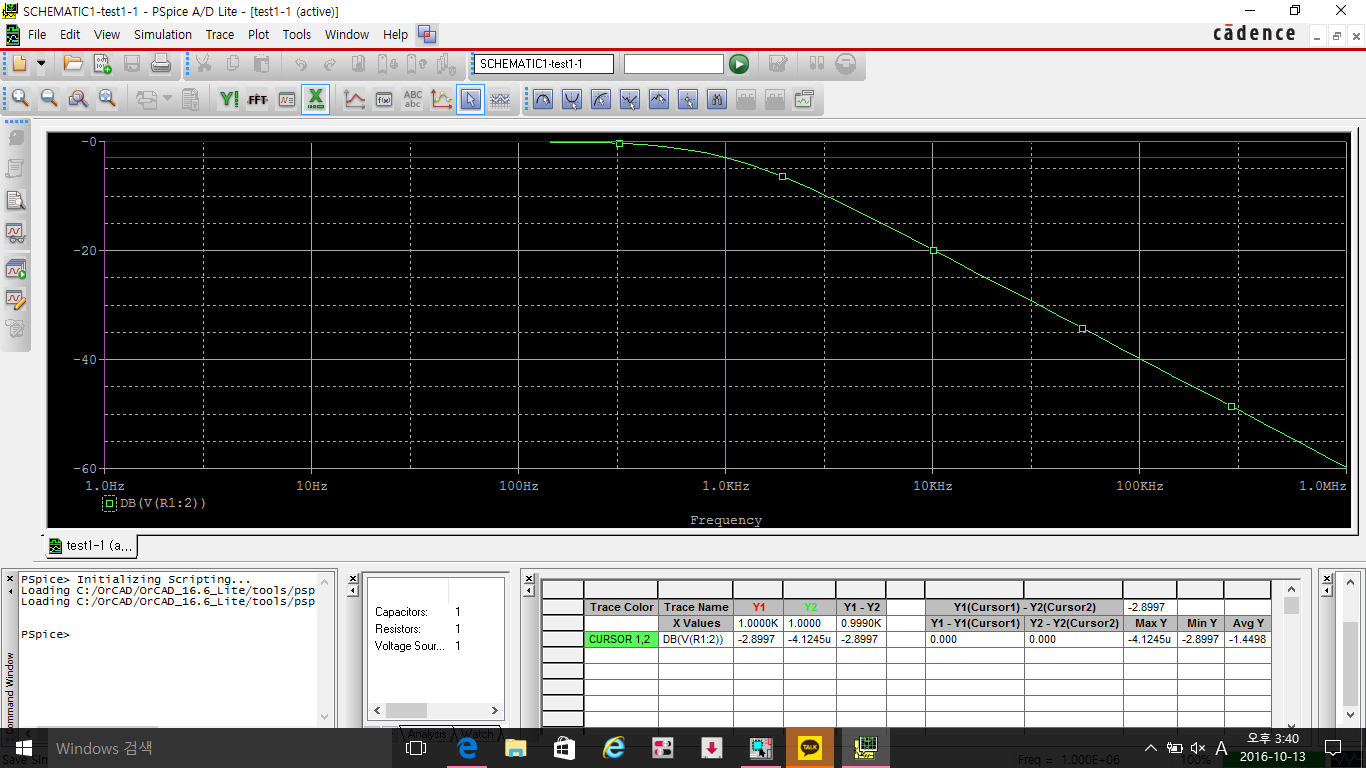 SCHEMATIC1-test1-1 - PSpice A/D Lite - [test1-1 (active)]
File Edit View Simulation Trace Plot Tools Window Help
cādence
SCHEMATIC1-test1-1
FFT
ABC
abc
-0
-20
-40
-60
1.0Hz 10Hz 100Hz 1.0KHz 10KHz 100KHz 1.0MHz
DB(V(R1:2))
Frequency
test1-1 (a...
PSpice> Initializing Scripting...
Loading C:/OrCAD/OrCAD_16.6_Lite/tools/psp
Loading C:/OrCAD/OrCAD_16.6_Lite/tools/psp
PSpice>
Command Window
Capacitors: 1
Resistors: 1
Voltage Sour... 1
Analysis Watch
Trace Color Trace Name Y1 Y2 Y1 - Y2 Y1(Cursor1) - Y2(Cursor2) -2.8997
X Values 1.0000K 1.0000 0.9990K Y1 - Y1(Cursor1) Y2 - Y2(Cursor2) Max Y Min Y Avg Y
CURSOR 1,2 DB(V(R1:2)) -2.8997 -4.1245u -2.8997 0.000 0.000 -4.1245u -2.8997 -1.4498
Windows 검색
TALK
A
오후 3:40
2016-10-13
Save Sim
Freq = 1.000E+06 100%